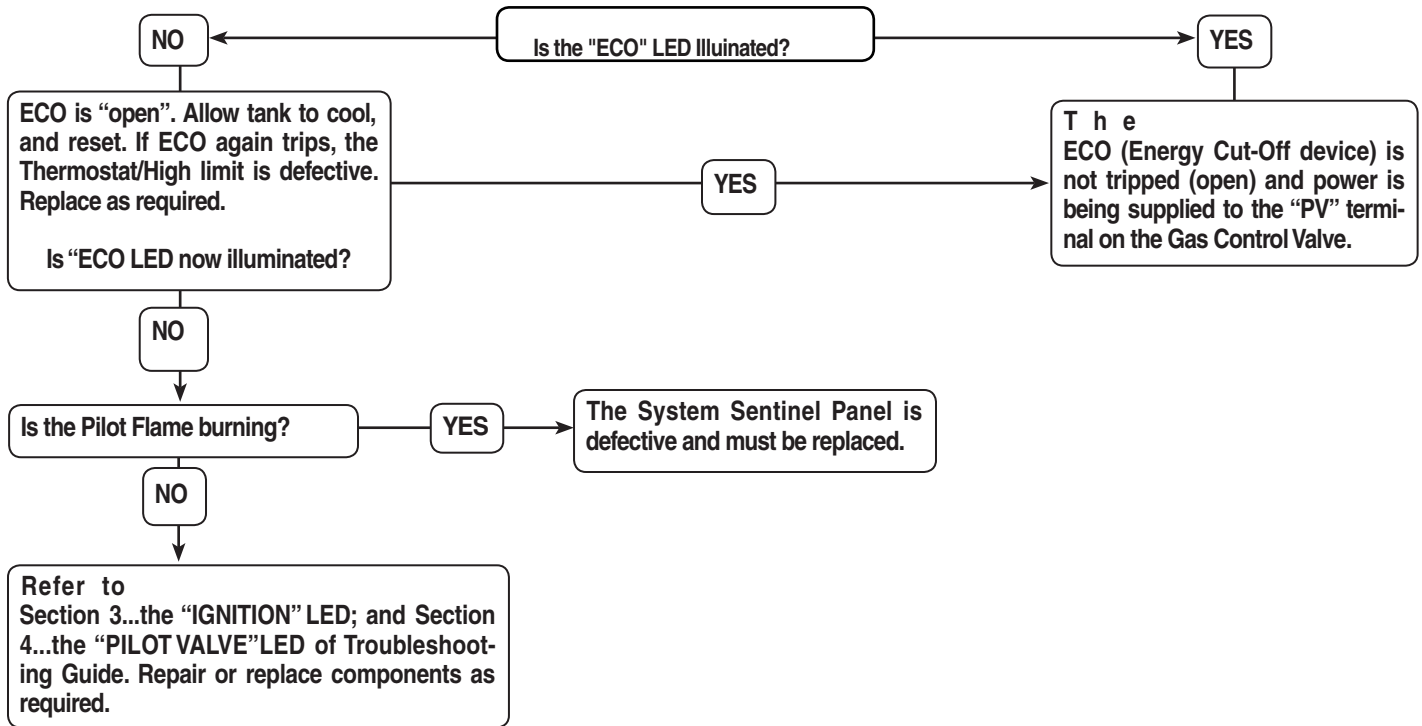 NO
Is the "ECO" LED Illuinated?
YES
ECO is “open”. Allow tank to cool,
and reset. If ECO again trips, the
Thermostat/High limit is defective.
Replace as required.
Is “ECO LED now illuminated?
YES
T h e
ECO (Energy Cut-Off device) is
not tripped (open) and power is
being supplied to the “PV” termi-
nal on the Gas Control Valve.
NO
Is the Pilot Flame burning?
YES
The System Sentinel Panel is
defective and must be replaced.
NO
Refer to
Section 3...the “IGNITION” LED; and Section
4...the “PILOT VALVE”LED of Troubleshoot-
ing Guide. Repair or replace components as
required.